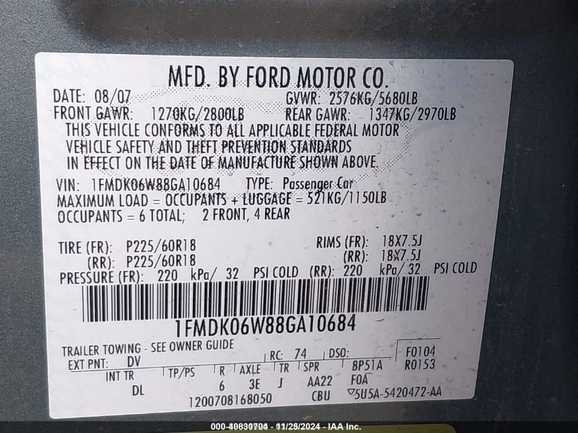 MFD. BY FORD MOTOR CO.
DATE: 08/07 GVWR: 2576KG/5680LB
FRONT GAWR: 1270KG/2800LB REAR GAWR: 1347KG/2970LB
THIS VEHICLE CONFORMS TO ALL APPLICABLE FEDERAL MOTOR
VEHICLE SAFETY AND THEFT PREVENTION STANDARDS
IN EFFECT ON THE DATE OF MANUFACTURE SHOWN ABOVE.
VIN: 1FMDK06W88GA10684 TYPE: Passenger Car
MAXIMUM LOAD = OCCUPANTS + LUGGAGE = 521KG/1150LB
OCCUPANTS = 6 TOTAL: 2 FRONT, 4 REAR
TIRE (FR): P225/60R18 RIMS (FR): 18X7.5J
(RR): P225/60R18 (RR): 18X7.5J
PRESSURE (FR): 220 kPa/ 32 PSI COLD (RR): 220 kPa/ 32 PSI COLD
1FMDK06W88GA10684
TRAILER TOWING - SEE OWNER GUIDE
EXT PNT: DV RC: 74 DSO: F0104
INT TR TP/PS R AXLE TR SPR BP51A R0153
DL 6 3E J AA22 F0A
1200708168050 CBU 5U5A-5420472-AA
11/25/2024 - IAA Inc.